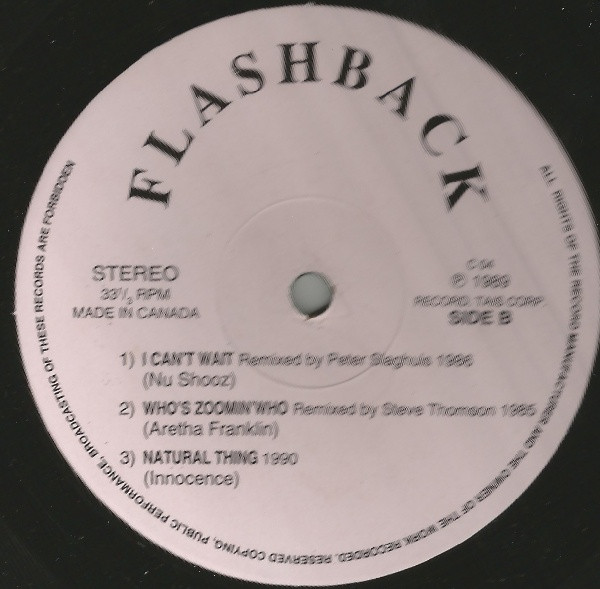 FLASHBACK
STEREO
33 1/3 RPM
MADE IN CANADA
C 04
℗ 1989
RECORD TAIS CORP.
SIDE B
1) I CAN'T WAIT Remixed by Peter Slaghuis 1986
(Nu Shooz)
2) WHO'S ZOOMIN'WHO Remixed by Steve Thomson 1985
(Aretha Franklin)
3) NATURAL THING 1990
(Innocence)
ALL RIGHTS OF THE RECORD MANUFACTURER AND THE OWNER OF THE WORK RECORDED. RESERVED COPYING, PUBLIC PERFORMANCE, BROADCASTING OF THESE RECORDS ARE FORBIDDEN